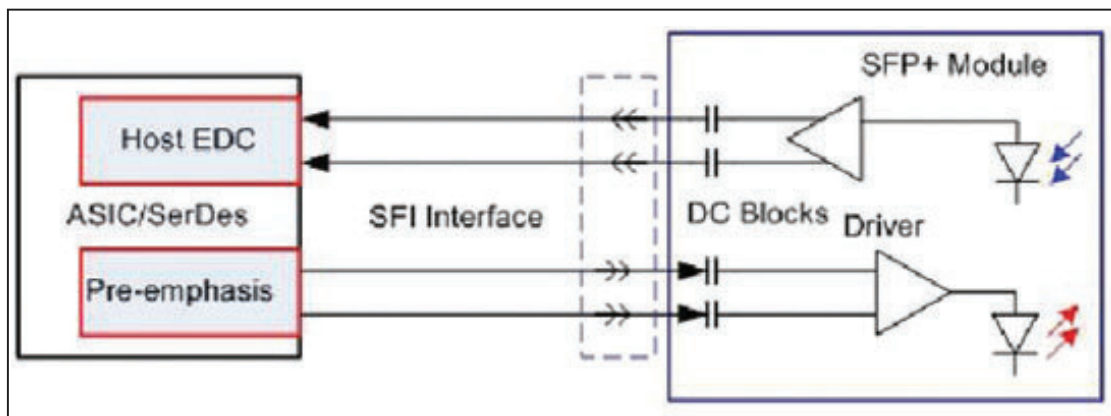 SFP+ Module
Host EDC
ASIC/SerDes
SFI Interface
DC Blocks
Driver
Pre-emphasis